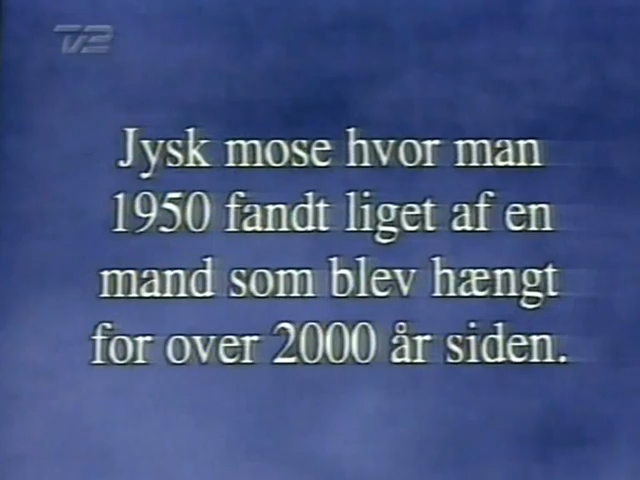 TV2
Jysk mose hvor man
1950 fandt liget af en
mand som blev hængt
for over 2000 år siden.